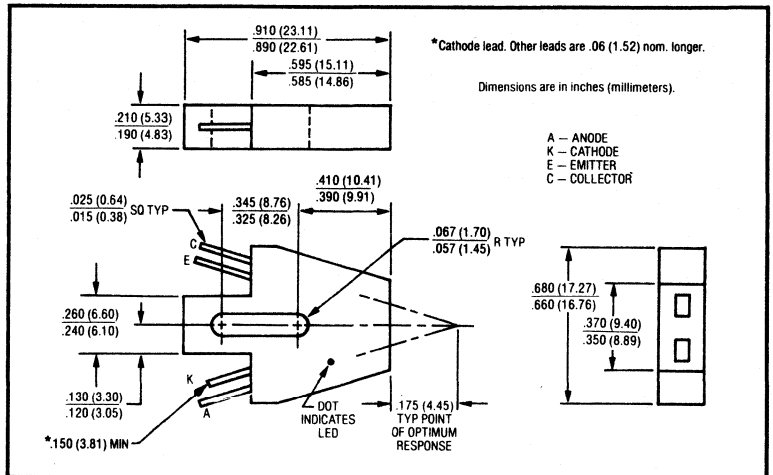 .910 (23.11)
.890 (22.61)
*Cathode lead. Other leads are .06 (1.52) nom. longer.
.595 (15.11)
.585 (14.86)
Dimensions are in inches (millimeters).
.210 (5.33)
.190 (4.83)
A – ANODE
K – CATHODE
E – EMITTER
C – COLLECTOR
.410 (10.41)
.390 (9.91)
.025 (0.64)
.015 (0.38)
SQ TYP
.345 (8.76)
.325 (8.26)
.067 (1.70)
.057 (1.45)
R TYP
C
E
.680 (17.27)
.660 (16.76)
.260 (6.60)
.240 (6.10)
.370 (9.40)
.350 (8.89)
K
A
.130 (3.30)
.120 (3.05)
DOT
INDICATES
LED
.175 (4.45)
TYP POINT
OF OPTIMUM
RESPONSE
*.150 (3.81) MIN